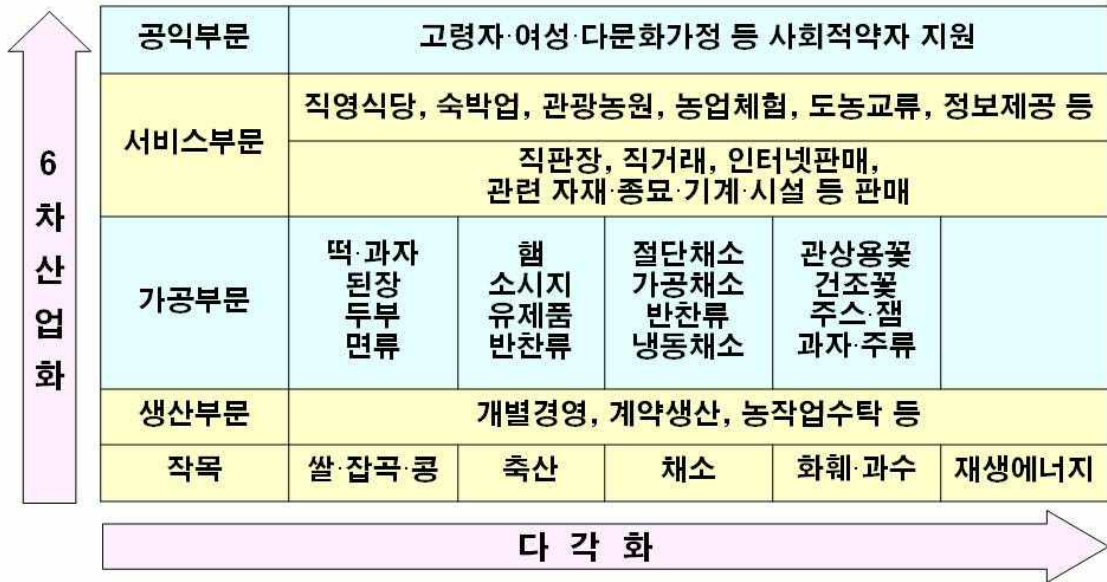 공익부문 고령자·여성·다문화가정 등 사회적약자 지원
서비스부문
직영식당, 숙박업, 관광농원, 농업체험, 도농교류, 정보제공 등
직판장, 직거래, 인터넷판매,
관련 자재·종묘·기계·시설 등 판매
가공부문
떡·과자 햄 절단채소 관상용꽃
된장 소시지 가공채소 건조꽃
두부 유제품 반찬류 주스·잼
면류 반찬류 냉동채소 과자·주류
생산부문 개별경영, 계약생산, 농작업수탁 등
작목 쌀·잡곡·콩 축산 채소 화훼·과수 재생에너지
6
차
산
업
화
다 각 화